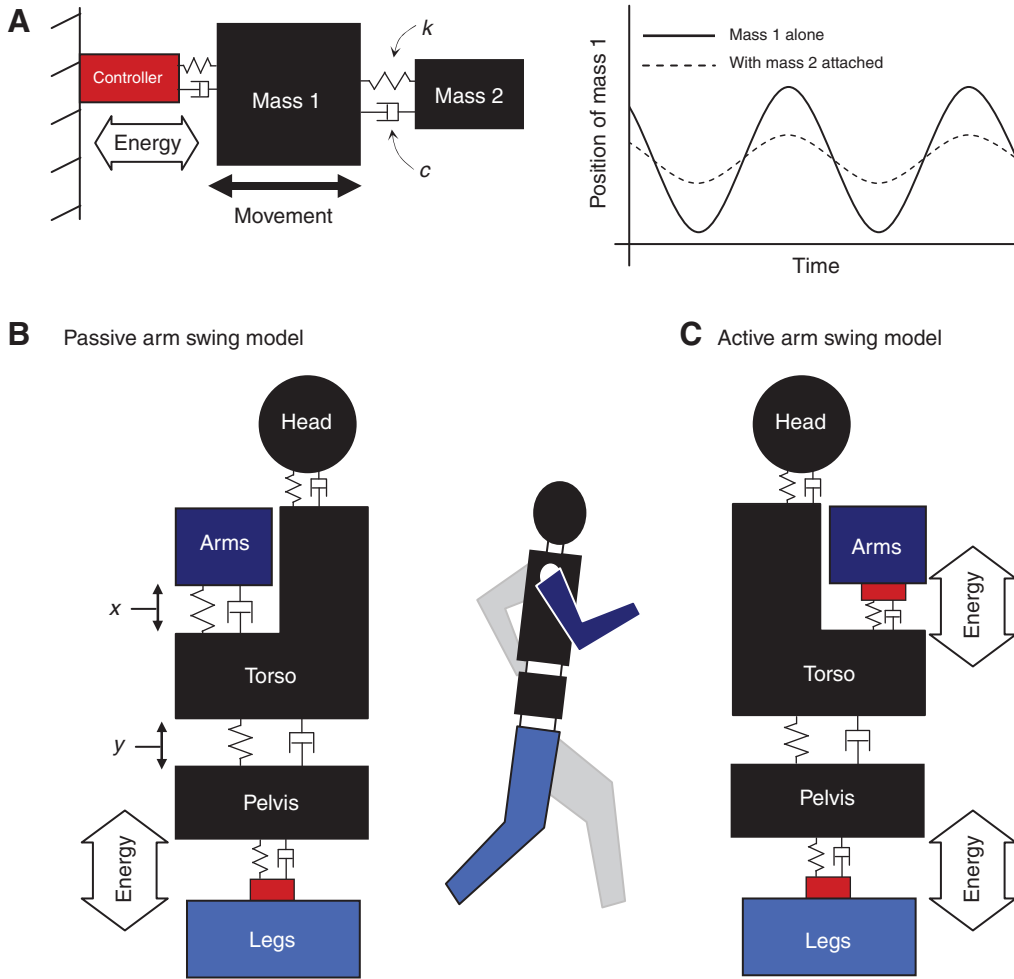 A
Controller
Energy
Mass 1
Movement
k
c
Mass 2
Position of mass 1
Mass 1 alone
With mass 2 attached
Time
B Passive arm swing model
Head
Arms
x
Torso
y
Pelvis
Energy
Legs
C Active arm swing model
Head
Arms
Energy
Torso
Pelvis
Energy
Legs